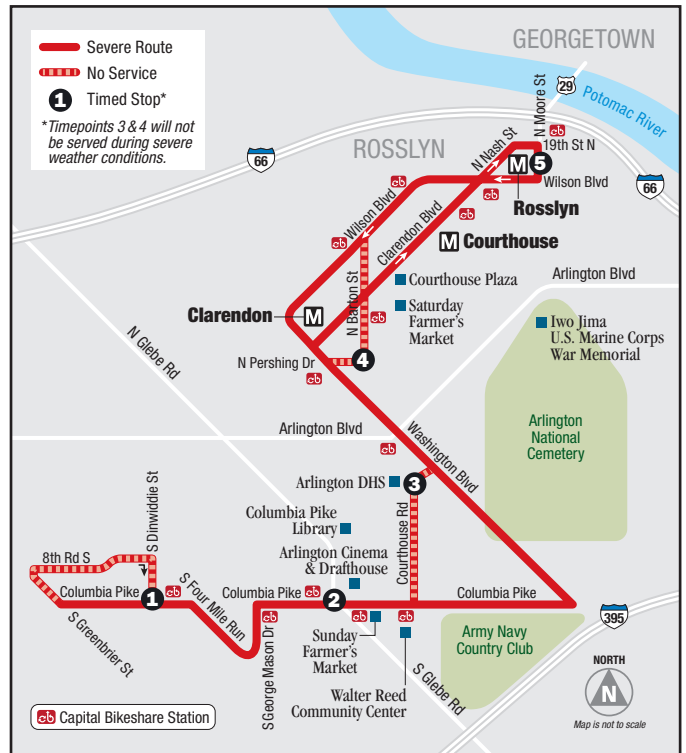 GEORGETOWN
Severe Route
No Service
1 Timed Stop*
*Timepoints 3 & 4 will not
be served during severe
weather conditions.
29
Potomac River
N Moore St
66
ROSSLYN
N Nash St
19th St N
M
5
Wilson Blvd
66
Rosslyn
cb
Wilson Blvd
Clarendon Blvd
M Courthouse
Courthouse Plaza
Arlington Blvd
Saturday
Farmer's
Market
Clarendon M
N Barton St
Iwo Jima
U.S. Marine Corps
War Memorial
N Glebe Rd
N Pershing Dr
4
Arlington Blvd
Washington Blvd
Arlington
National
Cemetery
Arlington DHS
3
Courthouse Rd
Columbia Pike
Library
S Dinwiddie St
8th Rd S
Arlington Cinema
& Drafthouse
Columbia Pike
1
S Four Mile Run
Columbia Pike
2
Columbia Pike
395
S Greenbrier St
S George Mason Dr
Sunday
Farmer's
Market
S Glebe Rd
Army Navy
Country Club
Walter Reed
Community Center
NORTH
N
Map is not to scale
cb Capital Bikeshare Station